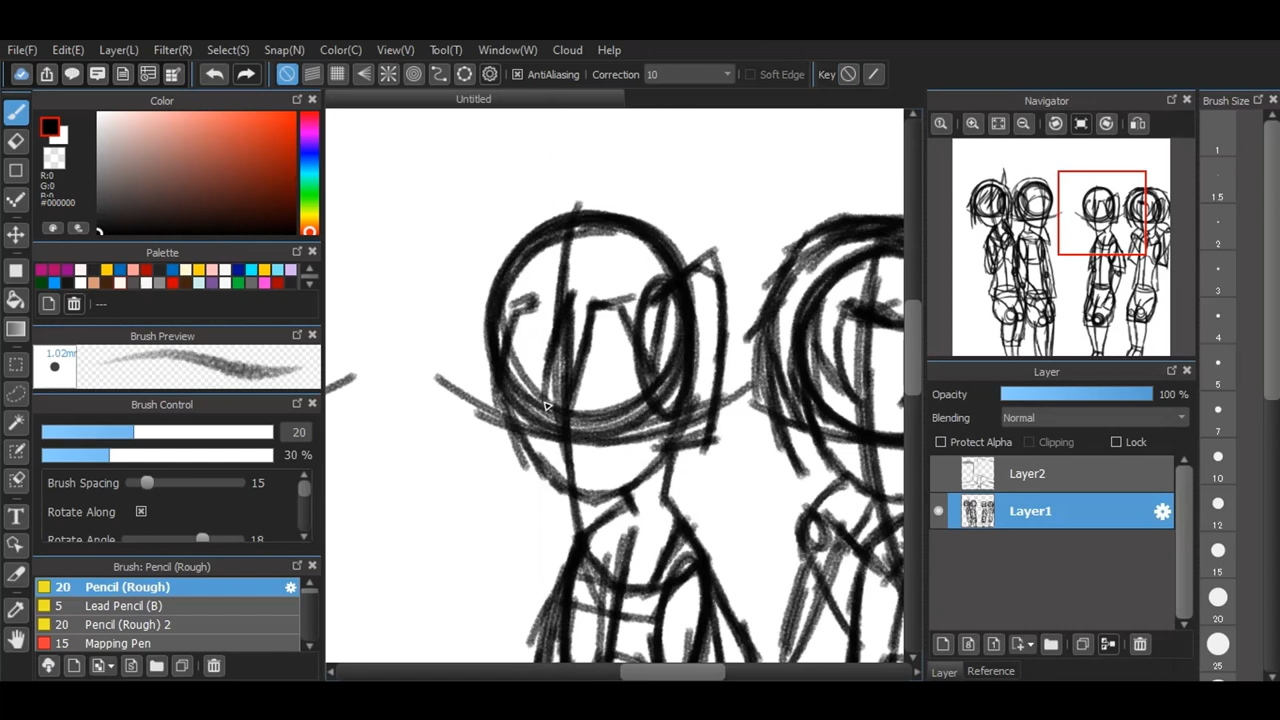 File(F) Edit(E) Layer(L) Filter(R) Select(S) Snap(N) Color(C) View(V) Tool(T) Window(W) Cloud Help
AntiAliasing Correction 10 Soft Edge Key
Color
Untitled
Navigator
Brush Size
R:0
G:0
B:0
#000000
Palette
---
Brush Preview
Brush Control
20
30 %
Brush Spacing 15
Rotate Along
Rotate Angle 18
Brush: Pencil (Rough)
20 Pencil (Rough)
5 Lead Pencil (B)
20 Pencil (Rough) 2
15 Mapping Pen
Layer
Opacity 100 %
Blending Normal
Protect Alpha Clipping Lock
Layer2
Layer1
Layer Reference
1
1.5
2
3
4
5
7
10
12
15
20
25